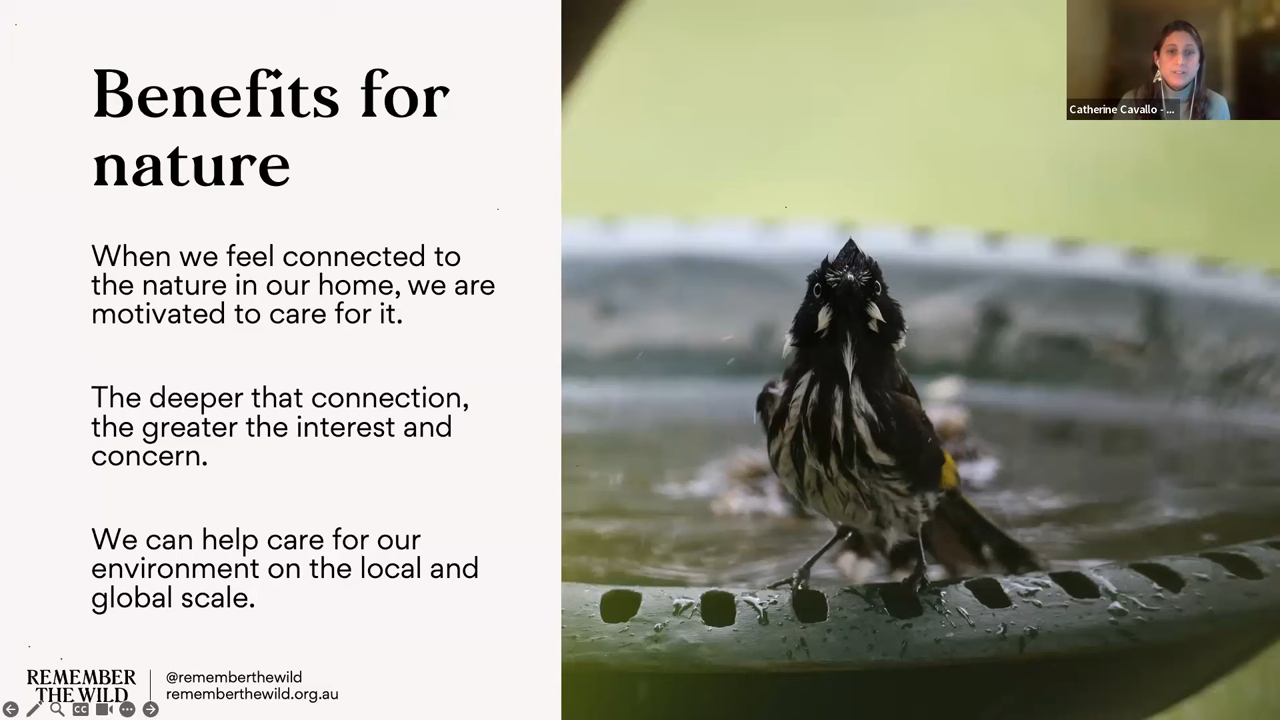 Benefits for
nature
When we feel connected to
the nature in our home, we are
motivated to care for it.
The deeper that connection,
the greater the interest and
concern.
We can help care for our
environment on the local and
global scale.
REMEMBER
THE WILD
@rememberthewild
rememberthewild.org.au
CC
Catherine Cavallo - ...